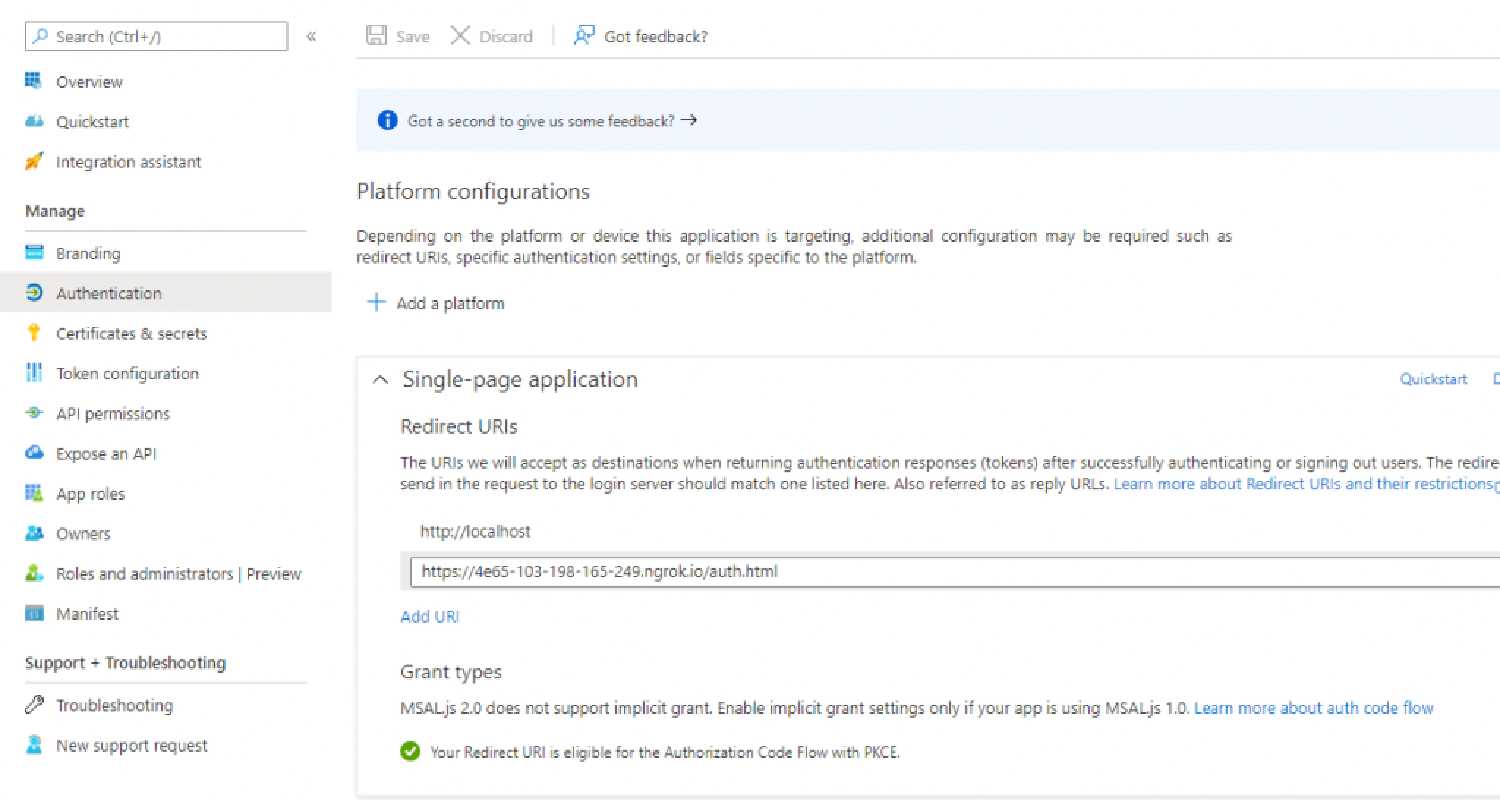 Search (Ctrl+/)
«
Overview
Quickstart
Integration assistant
Manage
Branding
Authentication
Certificates & secrets
Token configuration
API permissions
Expose an API
App roles
Owners
Roles and administrators | Preview
Manifest
Support + Troubleshooting
Troubleshooting
New support request
Save
Discard
Got feedback?
Got a second to give us some feedback? →
Platform configurations
Depending on the platform or device this application is targeting, additional configuration may be required such as
redirect URIs, specific authentication settings, or fields specific to the platform.
Add a platform
Single-page application
Quickstart
Redirect URIs
The URIs we will accept as destinations when returning authentication responses (tokens) after successfully authenticating or signing out users. The redire
send in the request to the login server should match one listed here. Also referred to as reply URLs. Learn more about Redirect URIs and their restrictions
http://localhost
https://4e65-103-198-165-249.ngrok.io/auth.html
Add URI
Grant types
MSAL.js 2.0 does not support implicit grant. Enable implicit grant settings only if your app is using MSAL.js 1.0. Learn more about auth code flow
Your Redirect URI is eligible for the Authorization Code Flow with PKCE.